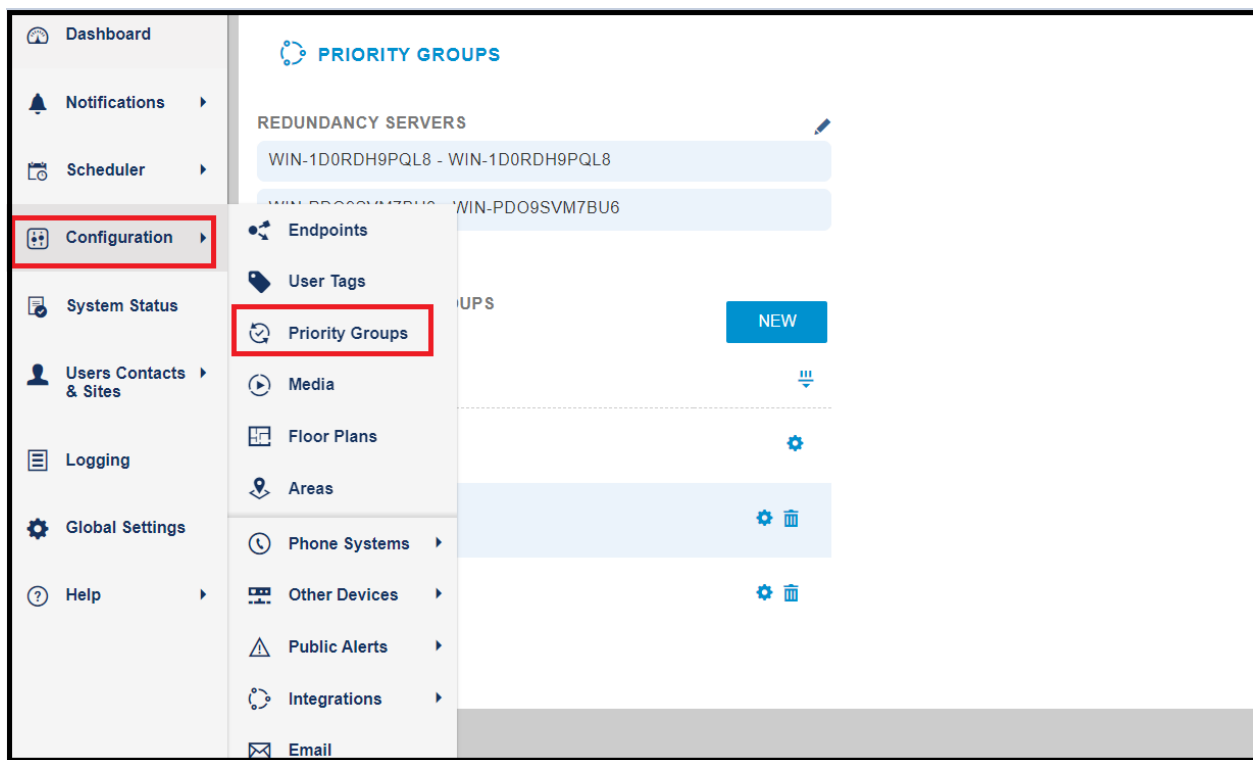 Dashboard
Notifications
Scheduler
Configuration
System Status
Users Contacts
& Sites
Logging
Global Settings
Help
Endpoints
User Tags
Priority Groups
Media
Floor Plans
Areas
Phone Systems
Other Devices
Public Alerts
Integrations
Email
PRIORITY GROUPS
REDUNDANCY SERVERS
WIN-1D0RDH9PQL8 - WIN-1D0RDH9PQL8
WIN-PDO9SVM7BU6
NEW